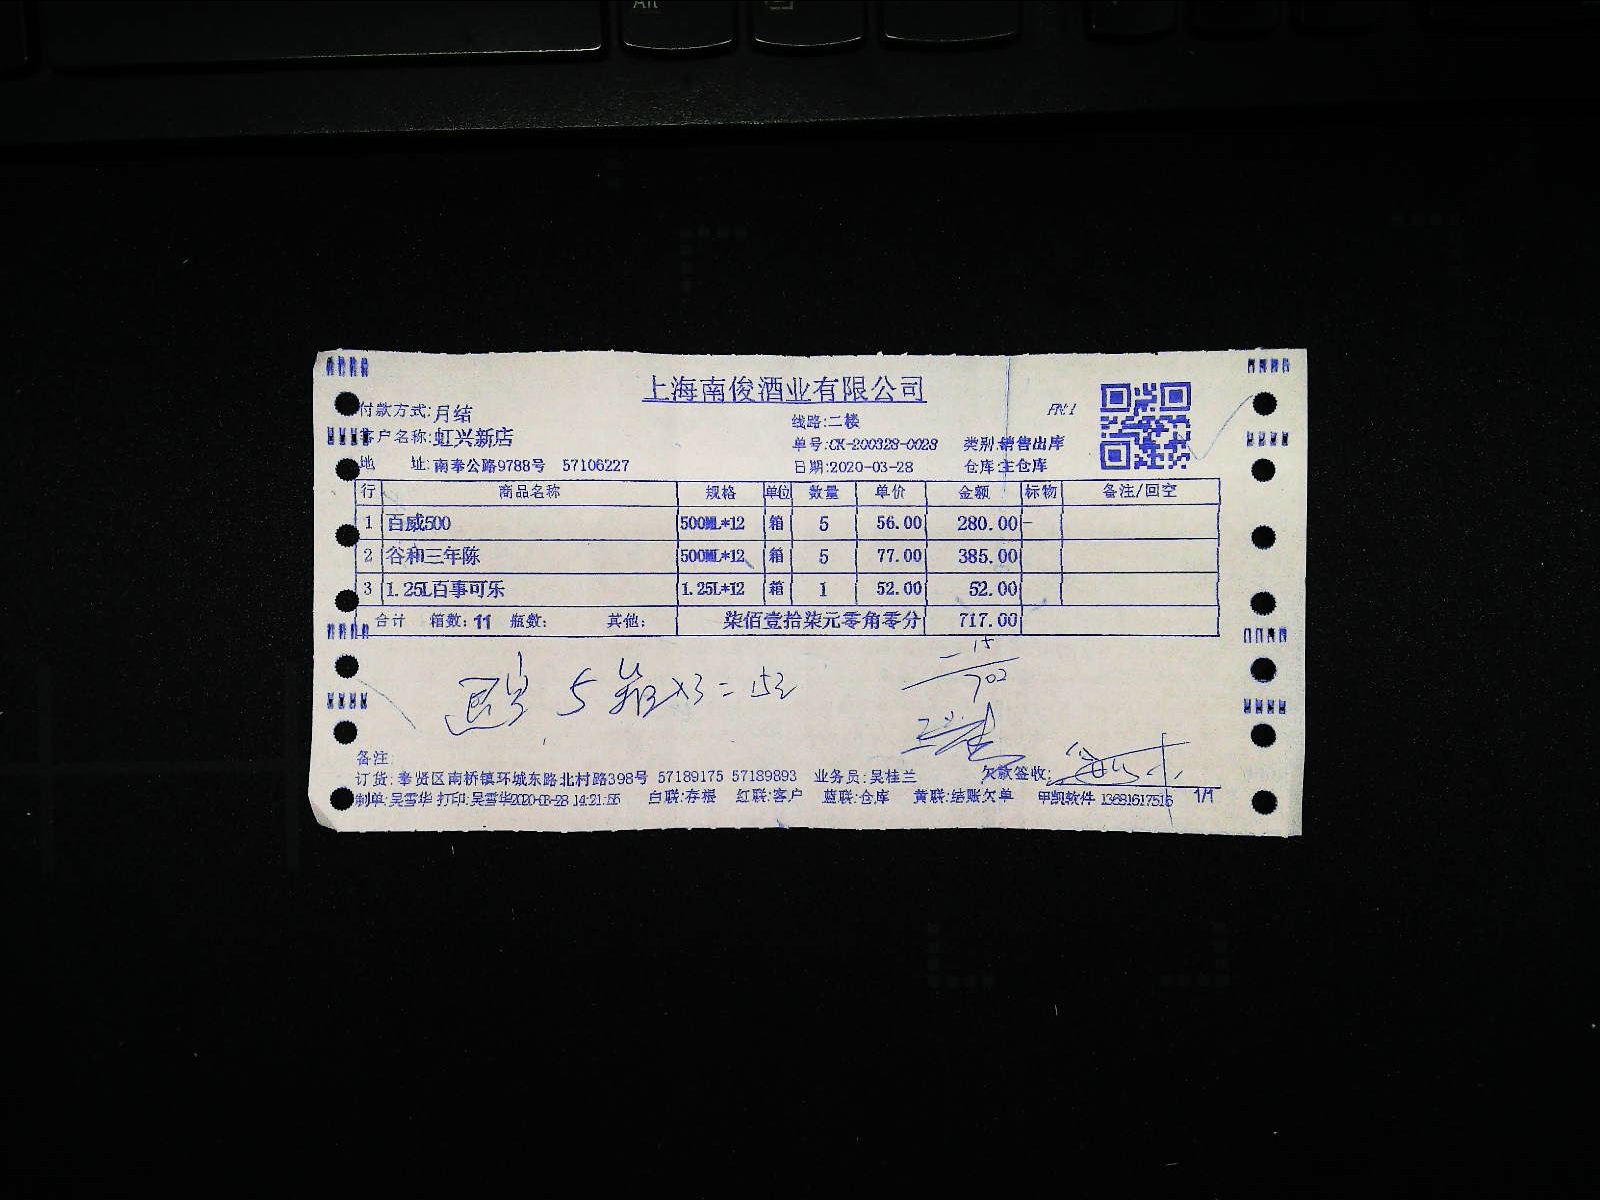 Alt
上海南俊酒业有限公司
付款方式:月结
线路:二楼
客户名称:虹兴新店
单号:CK-200328-0028 类别:销售出库
地 址:南奉公路9788号 57106227
日期:2020-03-28 仓库:主仓库
行 商品名称 规格 单位 数量 单价 金额 标物 备注/回空
1 百威500 500ML*12 箱 5 56.00 280.00 -
2 谷和三年陈 500ML*12 箱 5 77.00 385.00
3 1.25L百事可乐 1.25L*12 箱 1 52.00 52.00
合计 箱数: 11 瓶数: 其他: 柒佰壹拾柒元零角零分 717.00
-15
702
5箱×3=15元
备注:
订货:奉贤区南桥镇环城东路北村路398号 57189175 57189893 业务员:吴桂兰 欠款签收:
制单:吴雪华 打印:吴雪华2020-03-28 14:21:56 白联:存根 红联:客户 蓝联:仓库 黄联:结账欠单 甲凯软件 13681617516 1/1